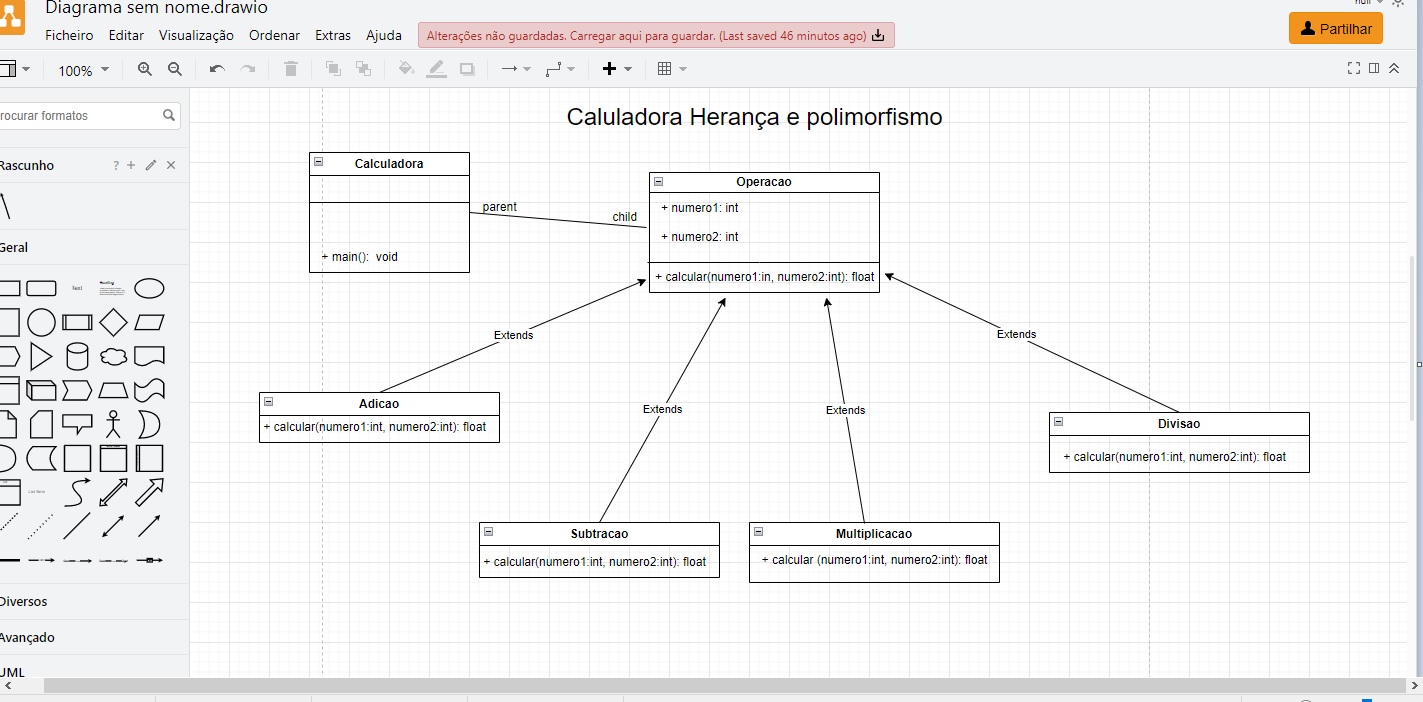 Diagrama sem nome.drawio
null
Ficheiro Editar Visualização Ordenar Extras Ajuda
Alterações não guardadas. Carregar aqui para guardar. (Last saved 46 minutos ago)
Partilhar
100%
rocurar formatos
Rascunho
?
Geral
Text
Heading
Diversos
Avançado
UML
Caluladora Herança e polimorfismo
Calculadora
+ main(): void
parent
child
Operacao
+ numero1: int
+ numero2: int
+ calcular(numero1:in, numero2:int): float
Extends
Extends
Extends
Extends
Adicao
+ calcular(numero1:int, numero2:int): float
Divisao
+ calcular(numero1:int, numero2:int): float
Subtracao
+ calcular(numero1:int, numero2:int): float
Multiplicacao
+ calcular (numero1:int, numero2:int): float